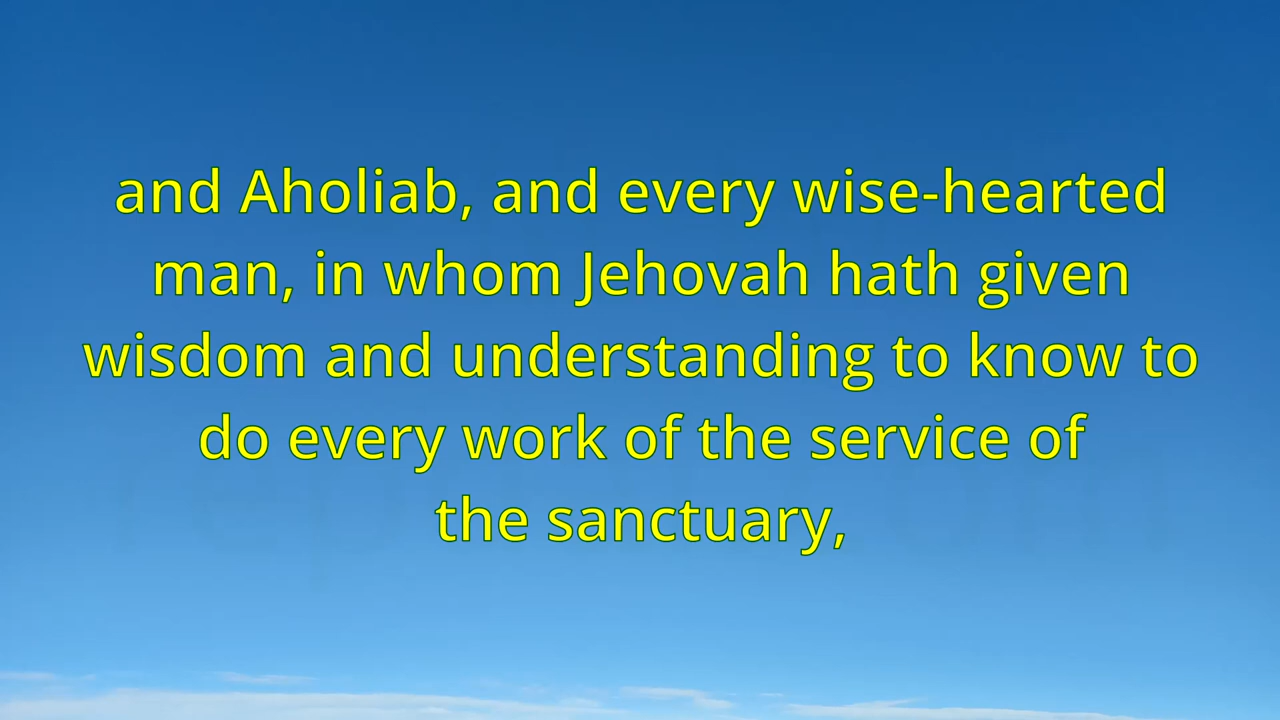 and Aholiab, and every wise-hearted
man, in whom Jehovah hath given
wisdom and understanding to know to
do every work of the service of
the sanctuary,